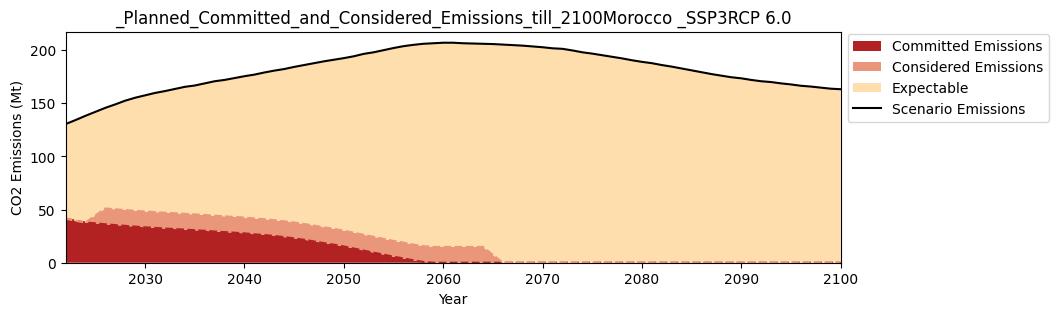 _Planned_Committed_and_Considered_Emissions_till_2100Morocco _SSP3RCP 6.0
CO2 Emissions (Mt)
200
150
100
50
0
2030 2040 2050 2060 2070 2080 2090 2100
Year
Committed Emissions
Considered Emissions
Expectable
Scenario Emissions